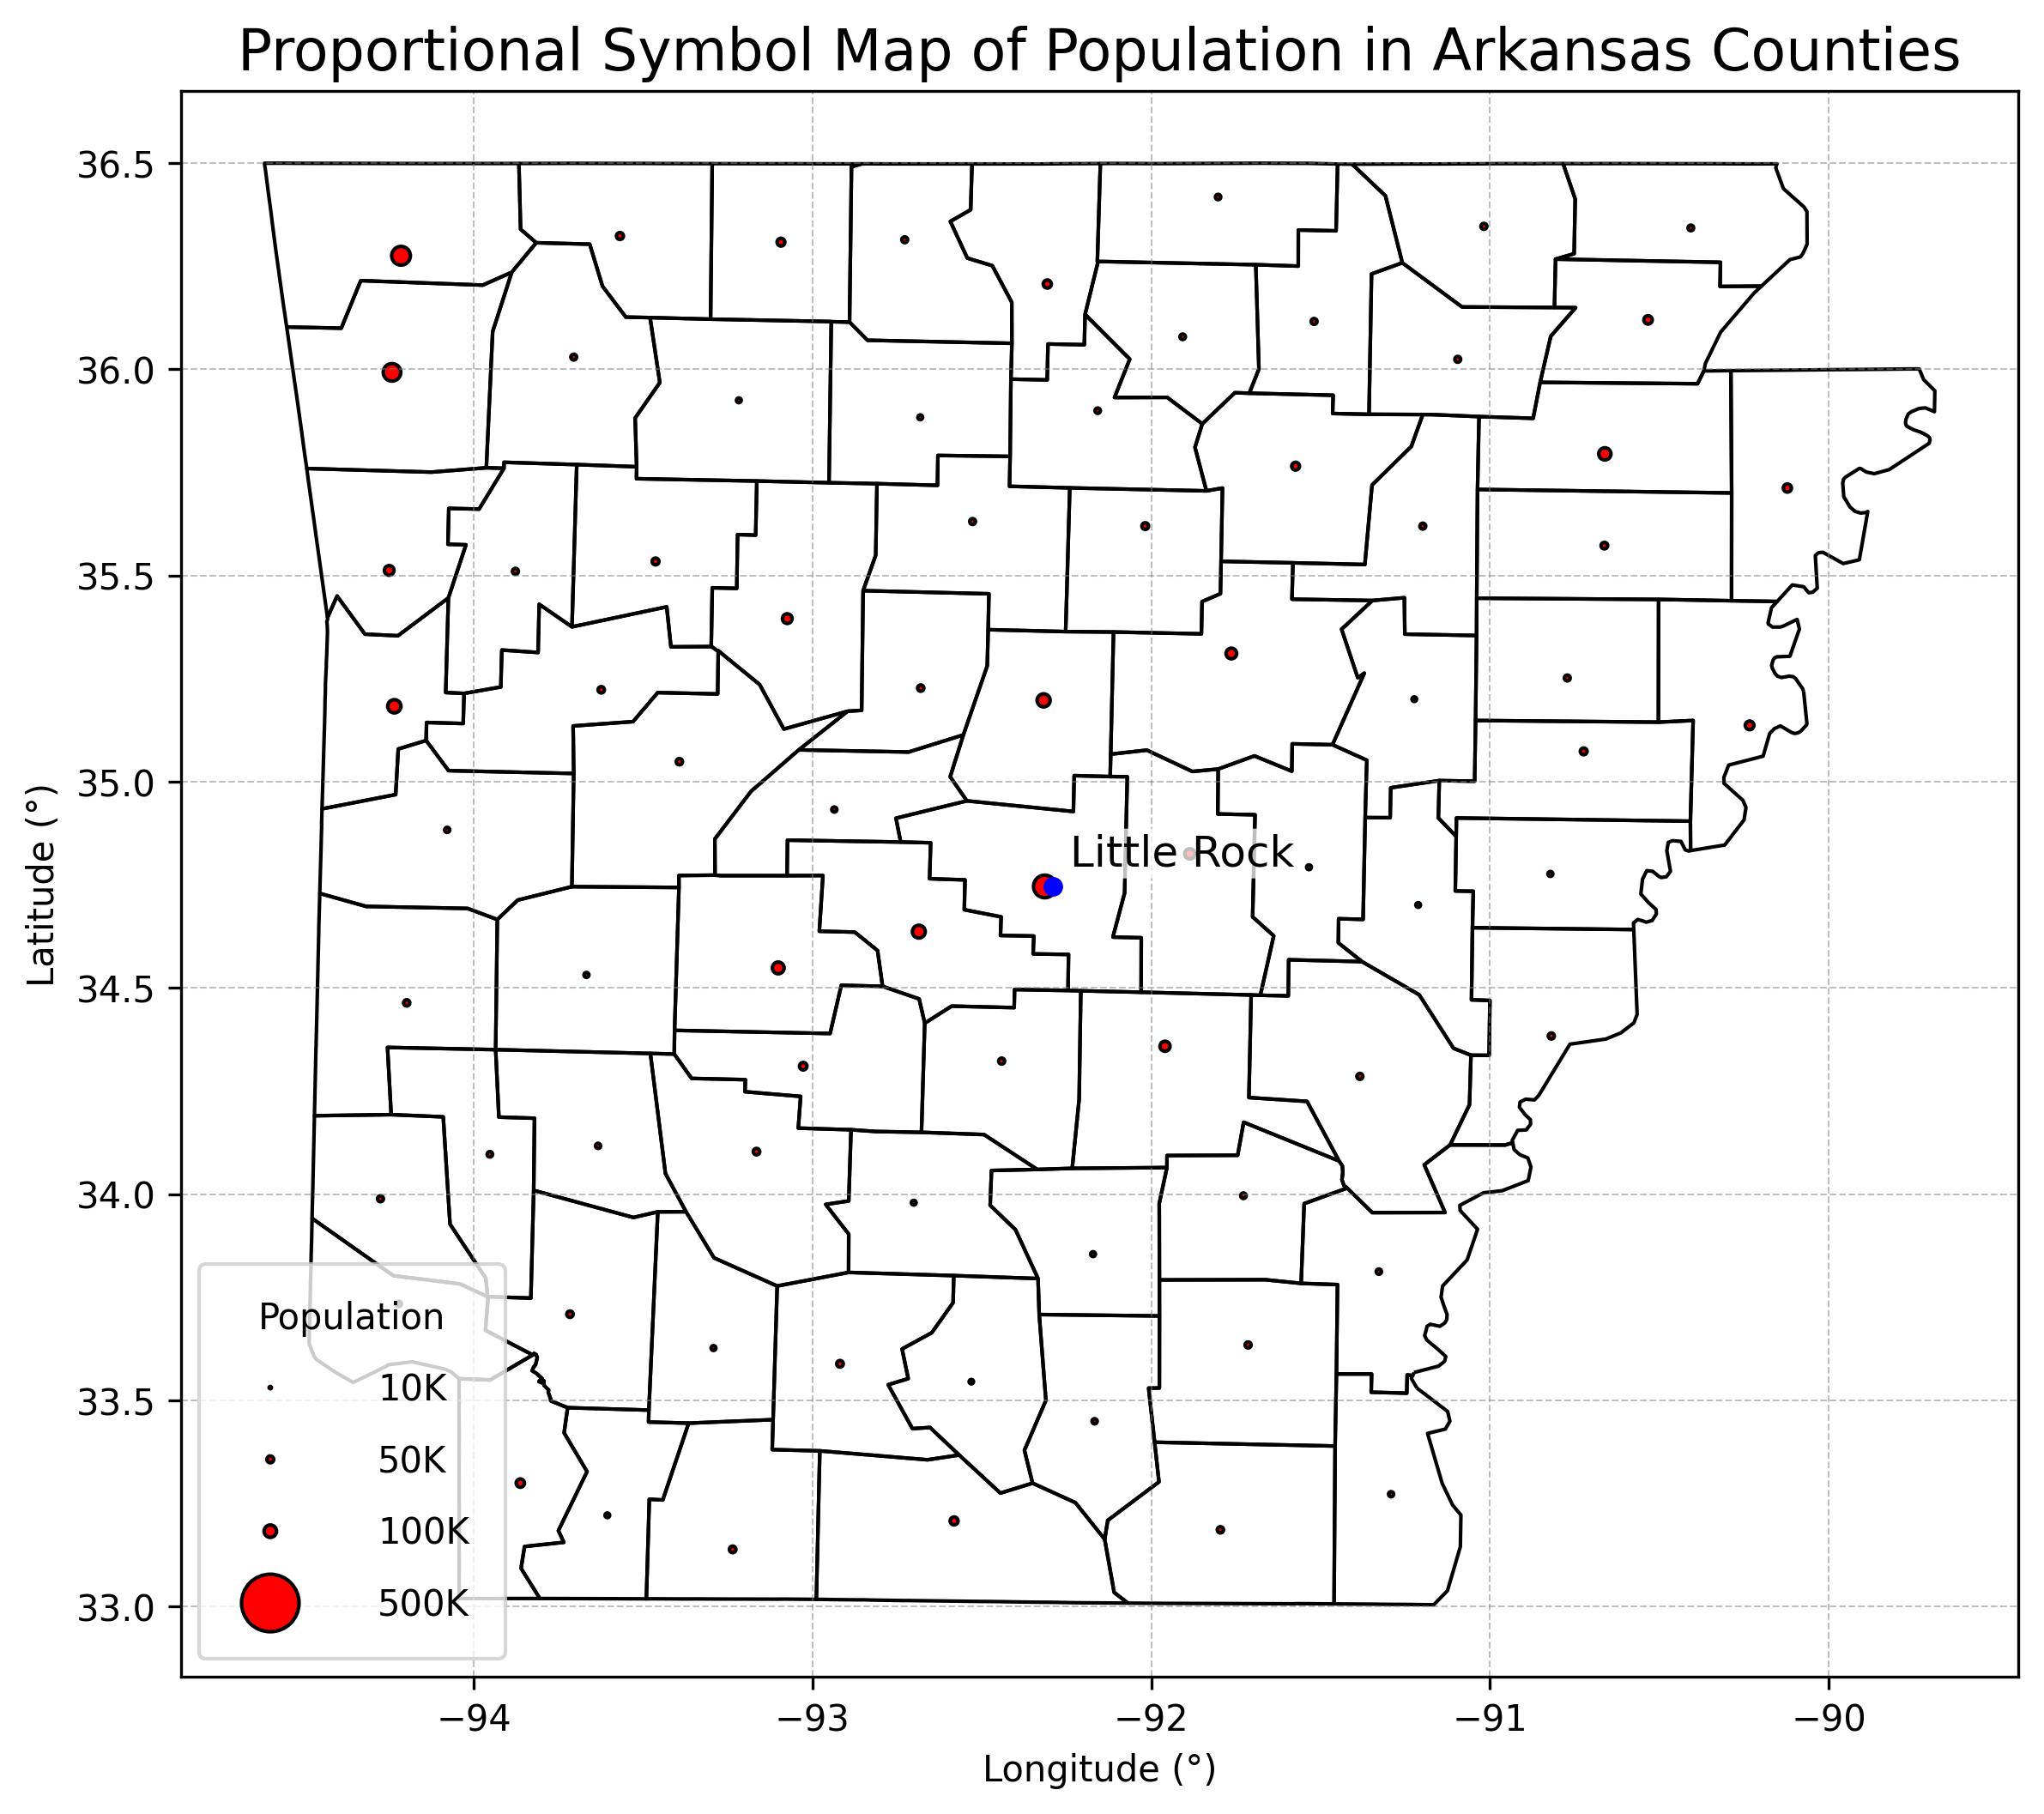 Proportional Symbol Map of Population in Arkansas Counties
36.5
36.0
35.5
35.0
34.5
34.0
33.5
33.0
Latitude (°)
Little Rock
Population
10K
50K
100K
500K
−94
−93
−92
−91
−90
Longitude (°)